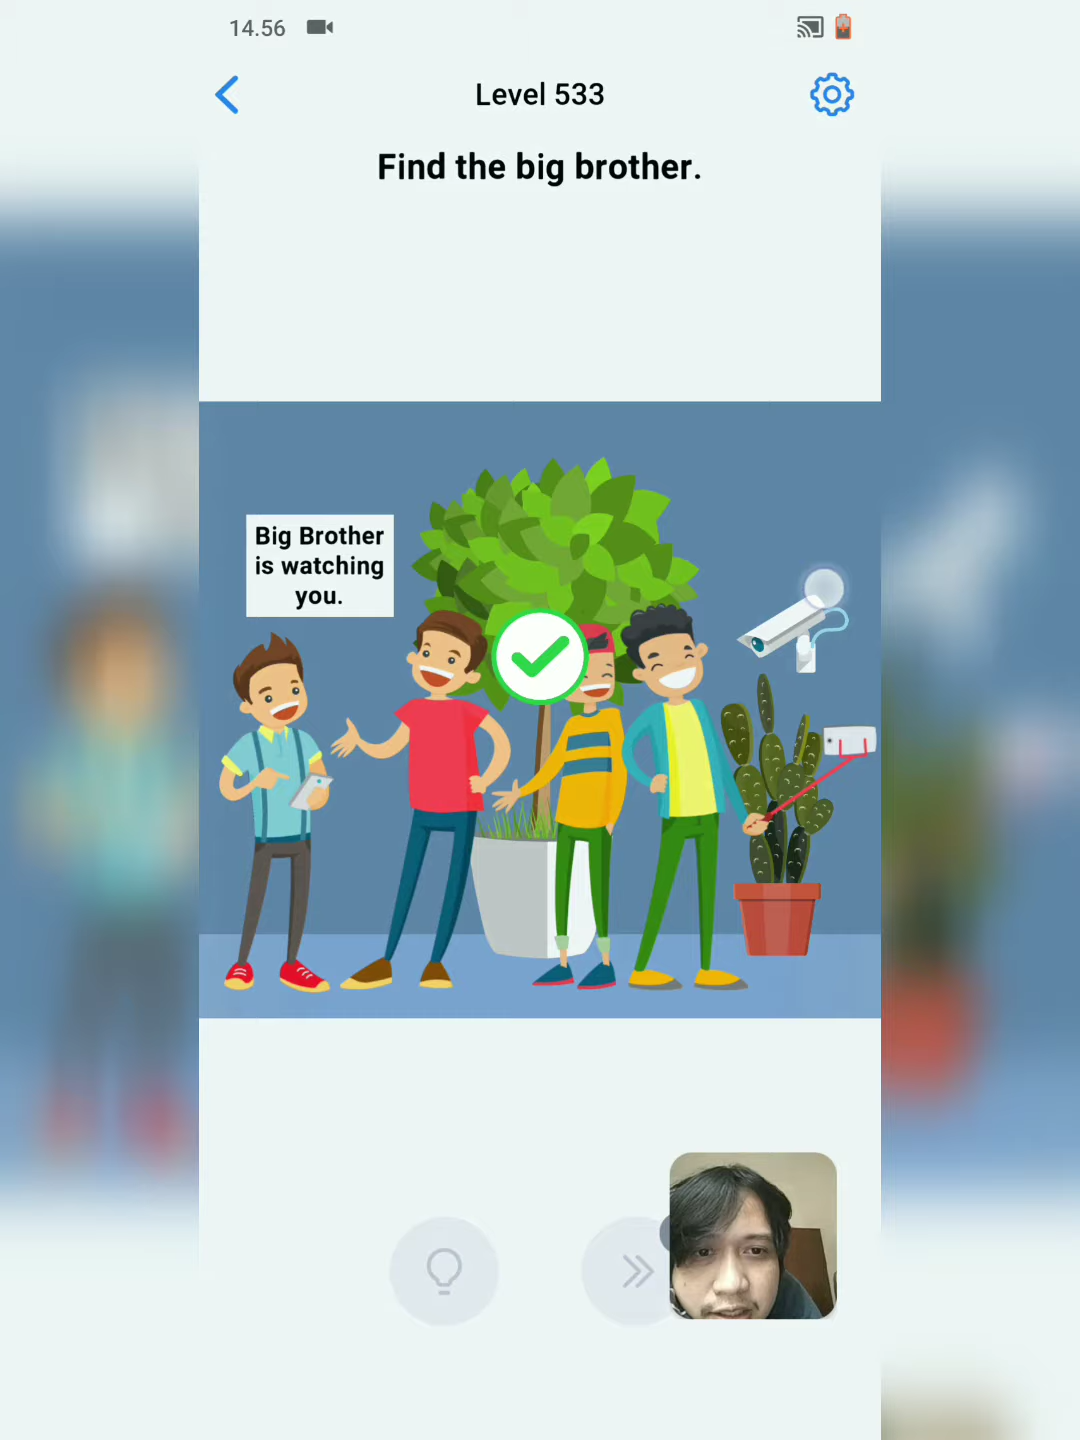 14.56
Level 533
Find the big brother.
Big Brother
is watching
you.